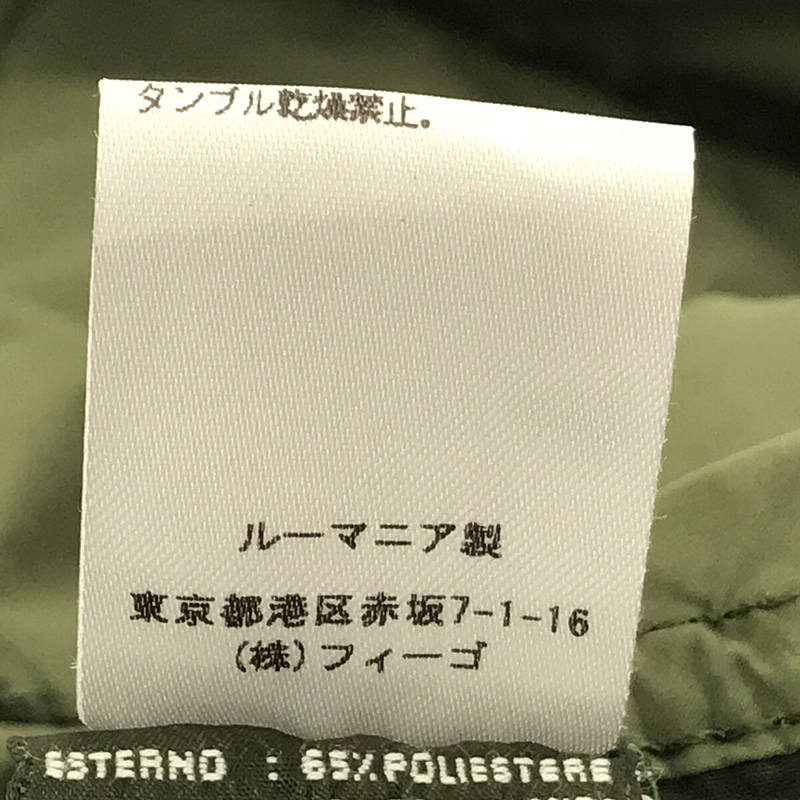 タンブル乾燥禁止。
ルーマニア製
東京都港区赤坂7-1-16
(株)フィーゴ
ESTERNO : 65%POLIESTERE